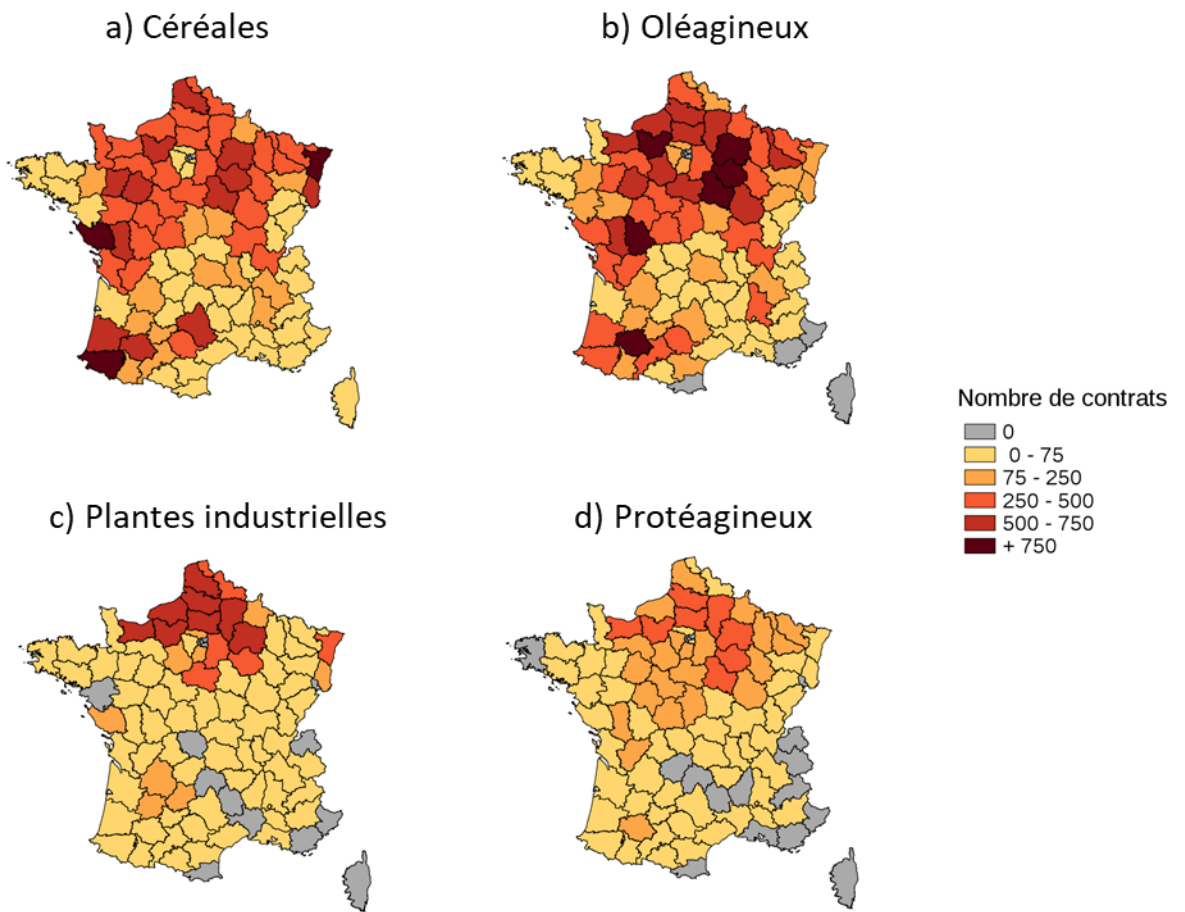 a) Céréales
b) Oléagineux
Nombre de contrats
0
0 - 75
75 - 250
250 - 500
500 - 750
+ 750
c) Plantes industrielles
d) Protéagineux